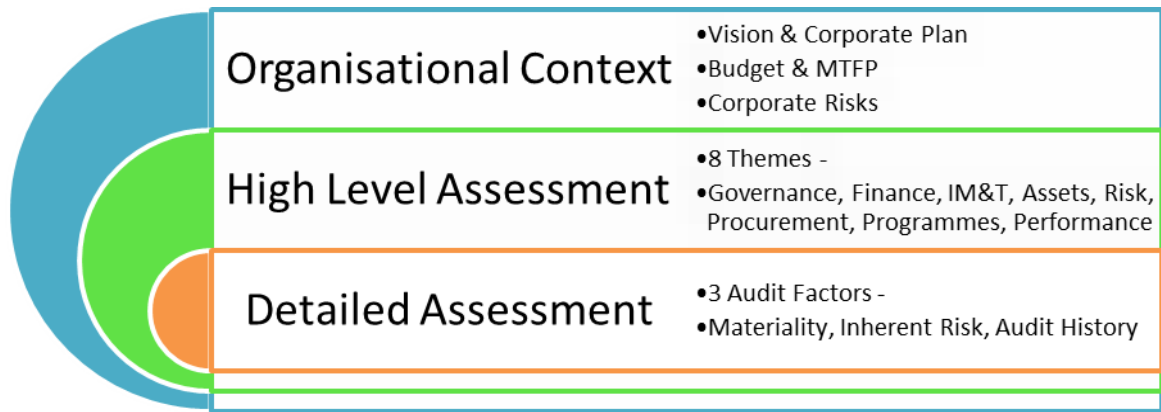 Organisational Context
•Vision & Corporate Plan
•Budget & MTFP
•Corporate Risks
High Level Assessment
•8 Themes -
•Governance, Finance, IM&T, Assets, Risk,
Procurement, Programmes, Performance
Detailed Assessment
•3 Audit Factors -
•Materiality, Inherent Risk, Audit History